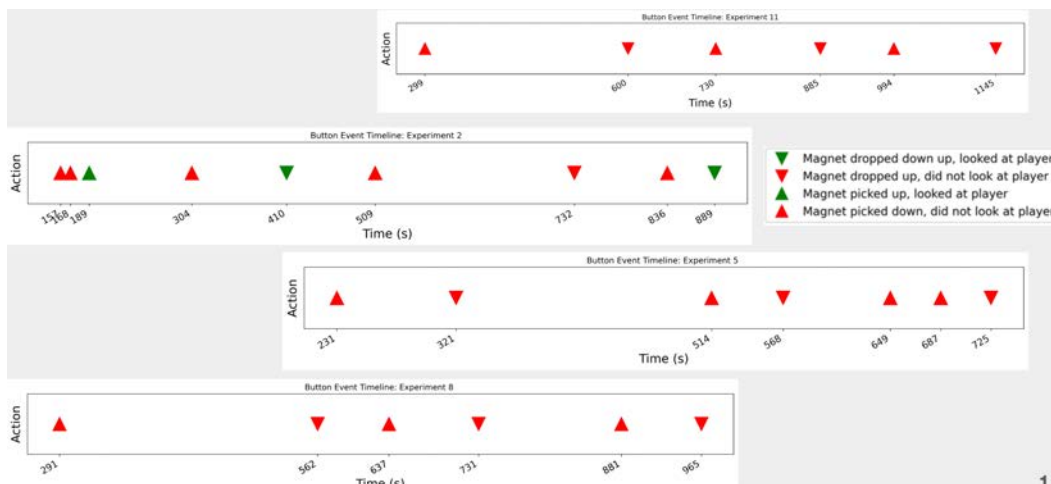 Button Event Timeline: Experiment 11
Action
299
600
730
885
994
1145
Time (s)
Button Event Timeline: Experiment 2
Action
168
189
304
410
509
732
836
889
Time (s)
Magnet dropped down up, looked at player
Magnet dropped up, did not look at player
Magnet picked up, looked at player
Magnet picked down, did not look at player
Button Event Timeline: Experiment 5
Action
231
321
514
568
649
687
725
Time (s)
Button Event Timeline: Experiment 8
Action
291
562
637
731
881
965
Time (s)
1